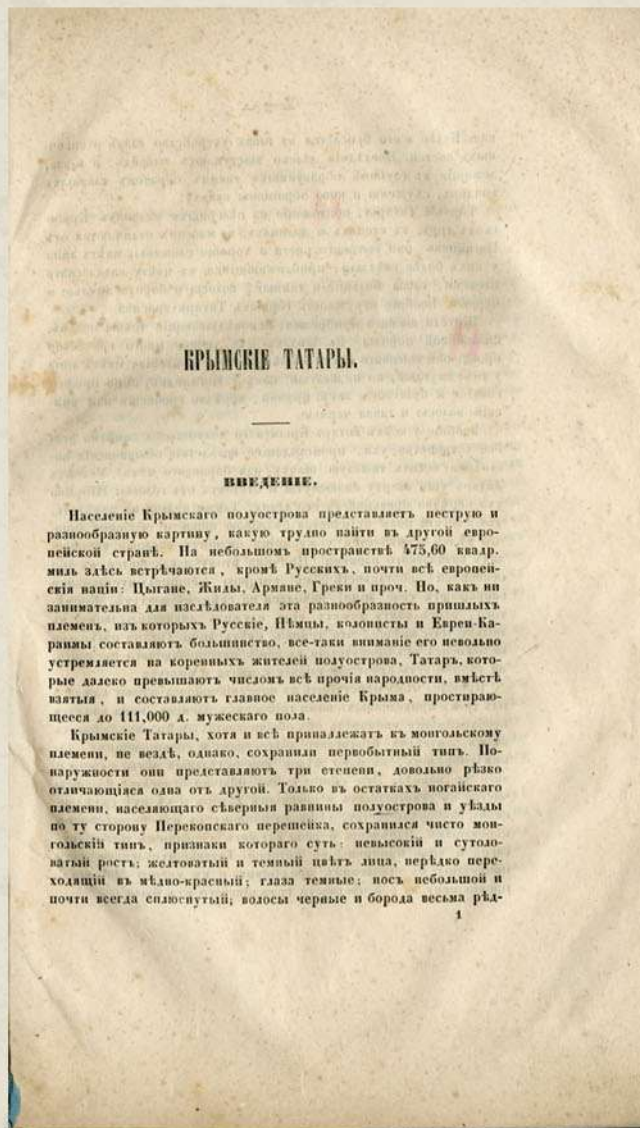 КРЫМСКІЕ ТАТАРЫ.
ВВЕДЕНІЕ.
Населеніе Крымскаго полуострова представляетъ пеструю и
разнообразную картину, какую трудно найти въ другой евро-
пейской странѣ. На небольшомъ пространствѣ 475,60 квадр.
миль здѣсь встрѣчаются, кромѣ Русскихъ, почти всѣ европей-
скія націи: Цыгане, Жиды, Армяне, Греки и проч. Но, какъ ни
занимательна для изслѣдователя эта разнообразность пришлыхъ
племенъ, изъ которыхъ Русскіе, Нѣмцы, колонисты и Евреи-Ка-
раимы составляютъ большинство, все-таки вниманіе его невольно
устремляется на коренныхъ жителей полуострова, Татаръ, кото-
рые далеко превышаютъ числомъ всѣ прочія народности, вмѣстѣ
взятыя, и составляютъ главное населеніе Крыма, простираю-
щееся до 111,000 д. мужескаго пола.
Крымскіе Татары, хотя и всѣ принадлежатъ къ монгольскому
племени, не вездѣ, однако, сохранили первобытный типъ. По-
наружности они представляютъ три степени, довольно рѣзко
отличающіяся одна отъ другой. Только въ остаткахъ ногайскаго
племени, населяющаго сѣверныя равнины полуострова и уѣзды
по ту сторону Перекопскаго перешейка, сохранился чисто мон-
гольскій типъ, признаки котораго суть: невысокій и сутоло-
ватый ростъ; желтоватый и темный цвѣтъ лица, нерѣдко пере-
ходящій въ мѣдно-красный; глаза темные; носъ небольшой и
почти всегда сплюснутый; волосы черные и борода весьма рѣд-
1